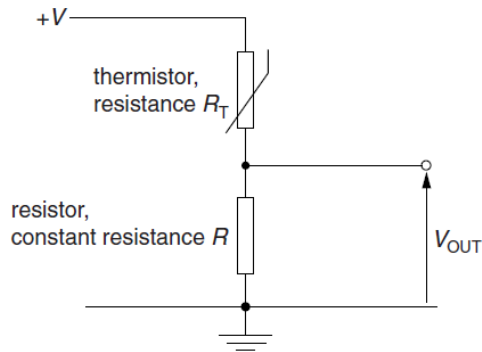 +V
thermistor,
resistance R_T
resistor,
constant resistance R
V_OUT